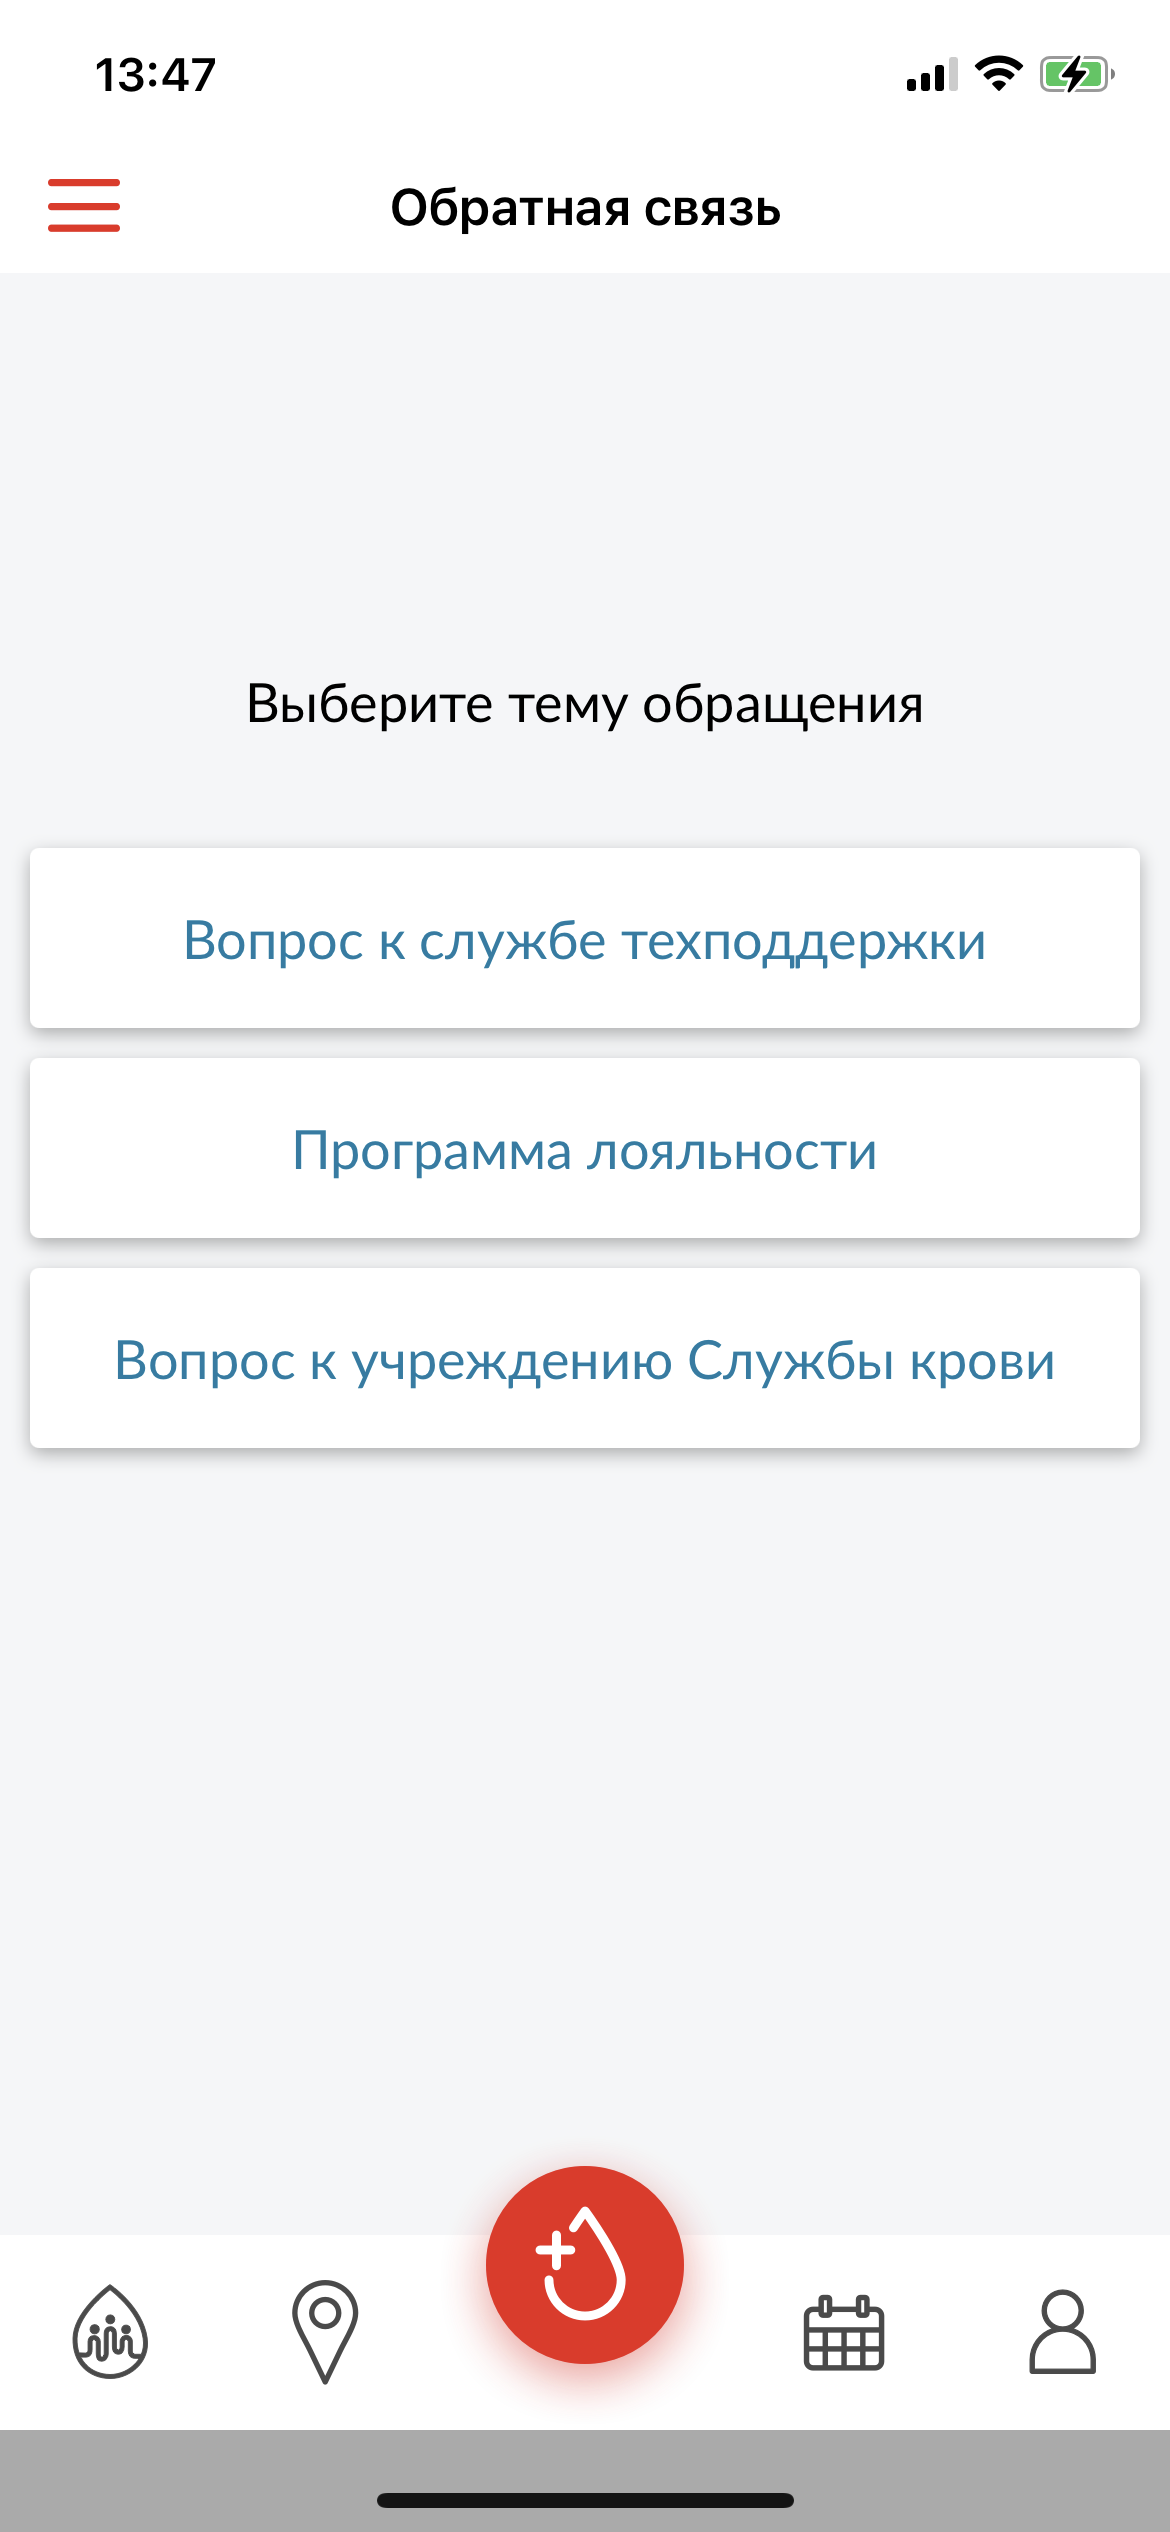 13:47
Обратная связь
Выберите тему обращения
Вопрос к службе техподдержки
Программа лояльности
Вопрос к учреждению Службы крови